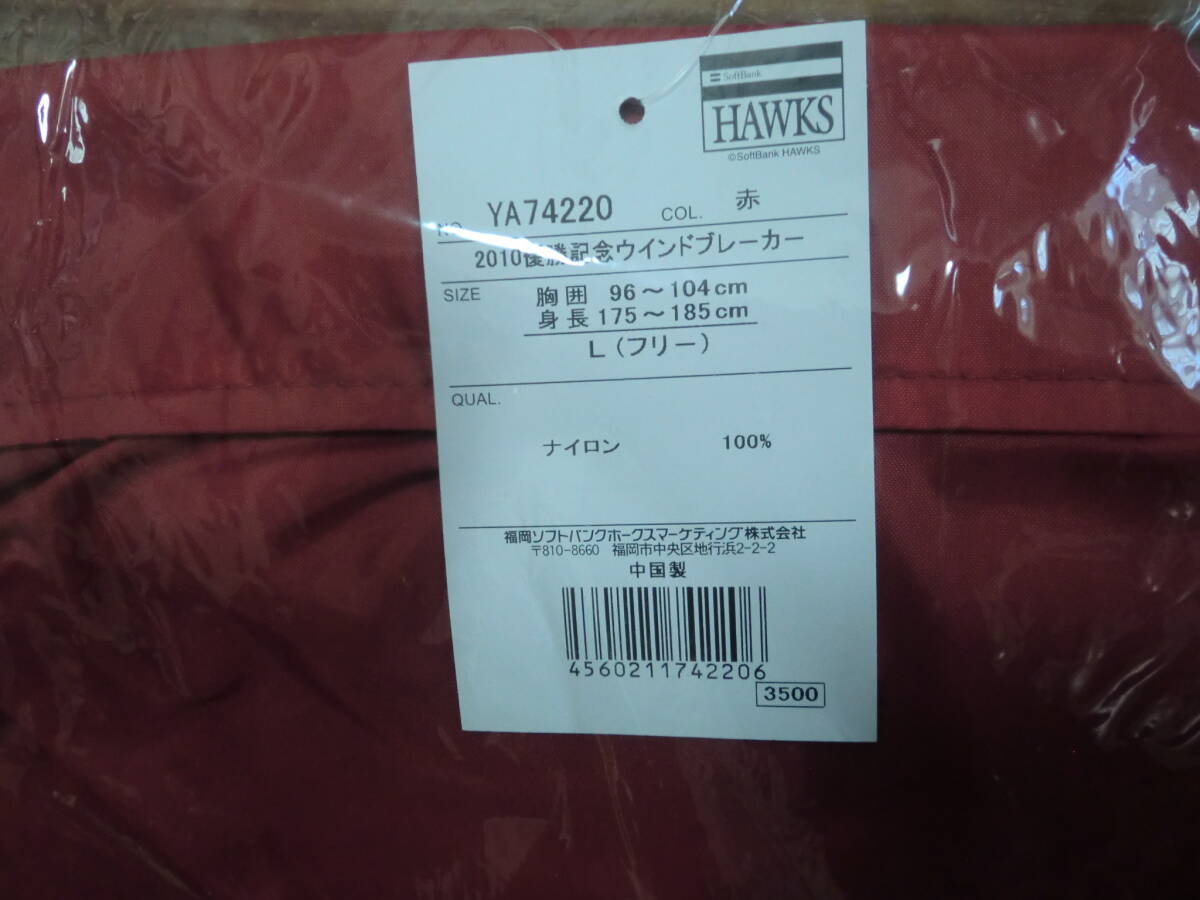 SoftBank
HAWKS
©SoftBank HAWKS
NO. YA74220 COL. 赤
2010優勝記念ウインドブレーカー
SIZE 胸囲 96～104cm
身長 175～185cm
L（フリー）
QUAL.
ナイロン 100%
福岡ソフトバンクホークスマーケティング株式会社
〒810-8660 福岡市中央区地行浜2-2-2
中国製
4560211742206
3500